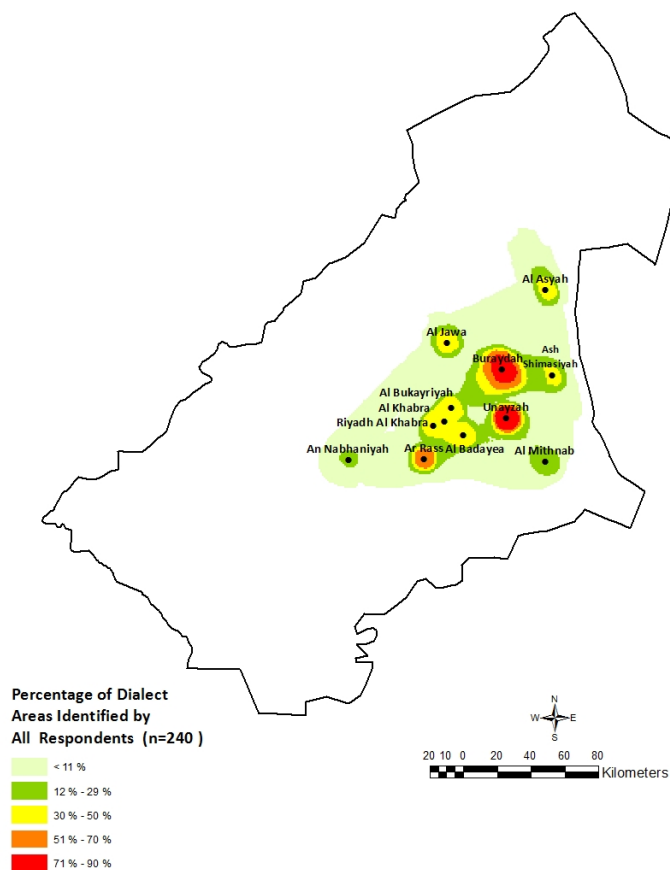 Al Asyah
Al Jawa
Buraydah
Ash
Shimasiyah
Al Bukayriyah
Al Khabra
Unayzah
Riyadh Al Khabra
An Nabhaniyah
Ar Rass
Al Badayea
Al Mithnab
Percentage of Dialect
Areas Identified by
All Respondents (n=240 )
< 11 %
12 % - 29 %
30 % - 50 %
51 % - 70 %
71 % - 90 %
N
W E
S
20 10 0 20 40 60 80
Kilometers